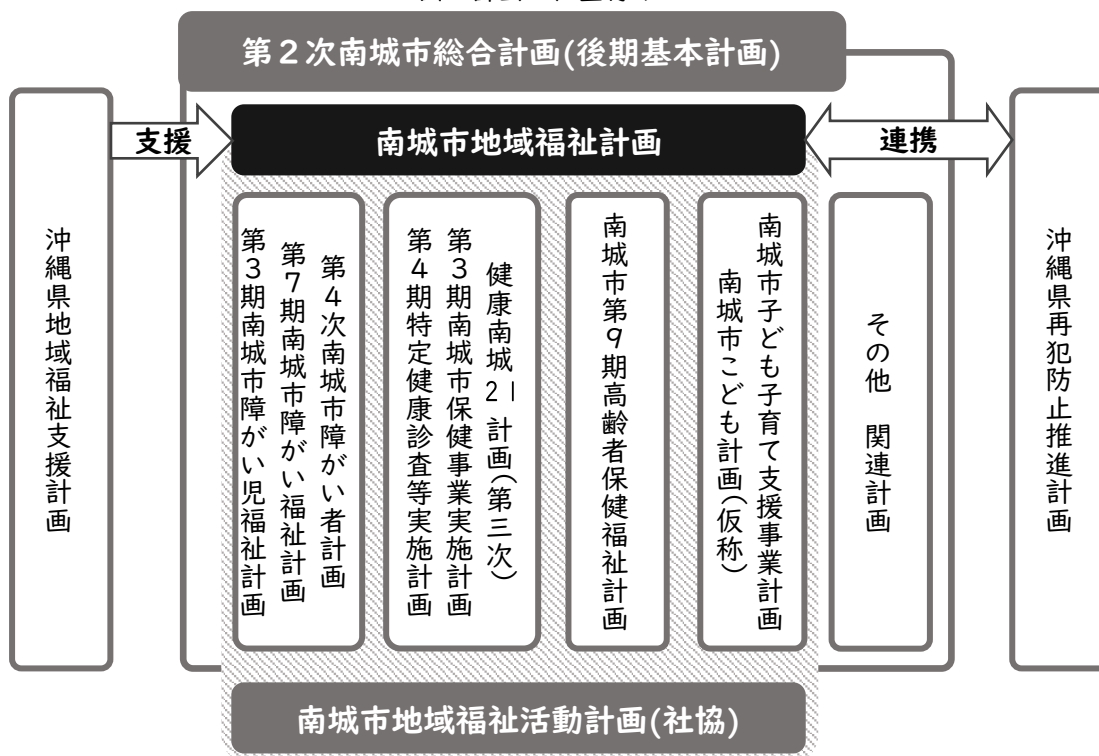 第２次南城市総合計画(後期基本計画)
支援
南城市地域福祉計画
連携
沖縄県地域福祉支援計画
第４次南城市障がい者計画
第７期南城市障がい福祉計画
第３期南城市障がい児福祉計画
健康南城２１計画(第三次)
第３期南城市保健事業実施計画
第４期特定健康診査等実施計画
南城市第９期高齢者保健福祉計画
南城市子ども子育て支援事業計画
南城市こども計画(仮称)
その他 関連計画
沖縄県再犯防止推進計画
南城市地域福祉活動計画(社協)